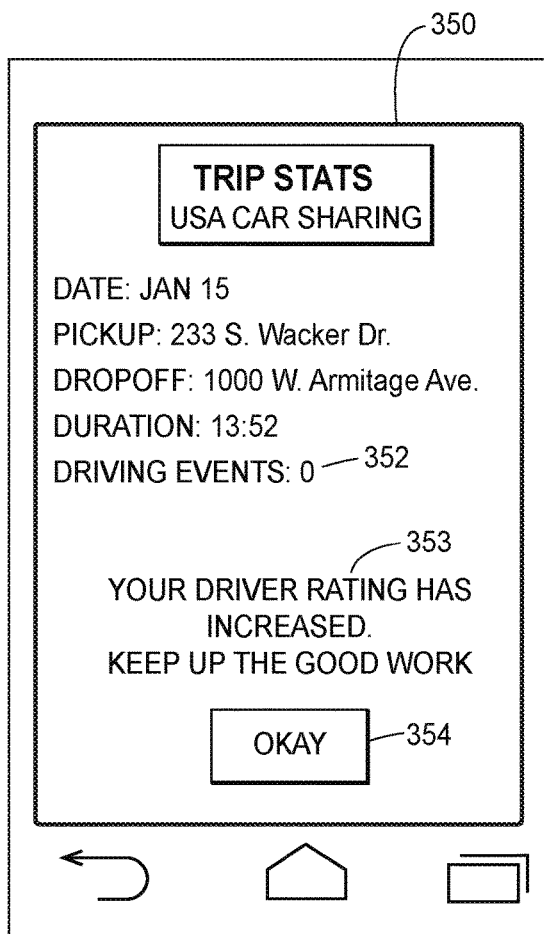 350
TRIP STATS
USA CAR SHARING
DATE: JAN 15
PICKUP: 233 S. Wacker Dr.
DROPOFF: 1000 W. Armitage Ave.
DURATION: 13:52
DRIVING EVENTS: 0 352
353
YOUR DRIVER RATING HAS
INCREASED.
KEEP UP THE GOOD WORK
OKAY 354